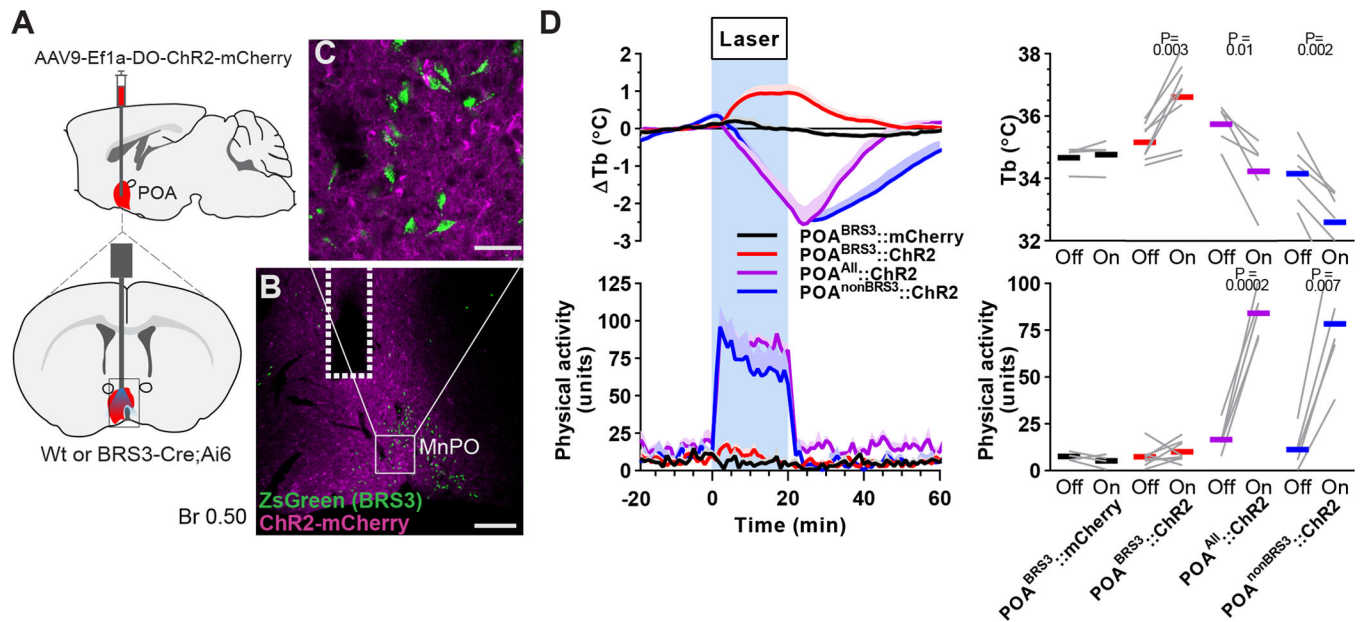 A
AAV9-Ef1a-DO-ChR2-mCherry
POA
Wt or BRS3-Cre;Ai6
Br 0.50
C
B
MnPO
ZsGreen (BRS3)
ChR2-mCherry
D
Laser
ΔTb (°C)
2
1
0
-1
-2
-3
POA^BRS3::mCherry
POA^BRS3::ChR2
POA^All::ChR2
POA^nonBRS3::ChR2
Physical activity
(units)
125
100
75
50
25
0
-20 0 20 40 60
Time (min)
Tb (°C)
36
34
32
P=
0.003
P=
0.01
P=
0.002
Off On Off On Off On Off On
Physical activity
(units)
100
75
50
25
0
P=
0.0002
P=
0.007
Off On Off On Off On Off On
POA^BRS3::mCherry
POA^BRS3::ChR2
POA^All::ChR2
POA^nonBRS3::ChR2